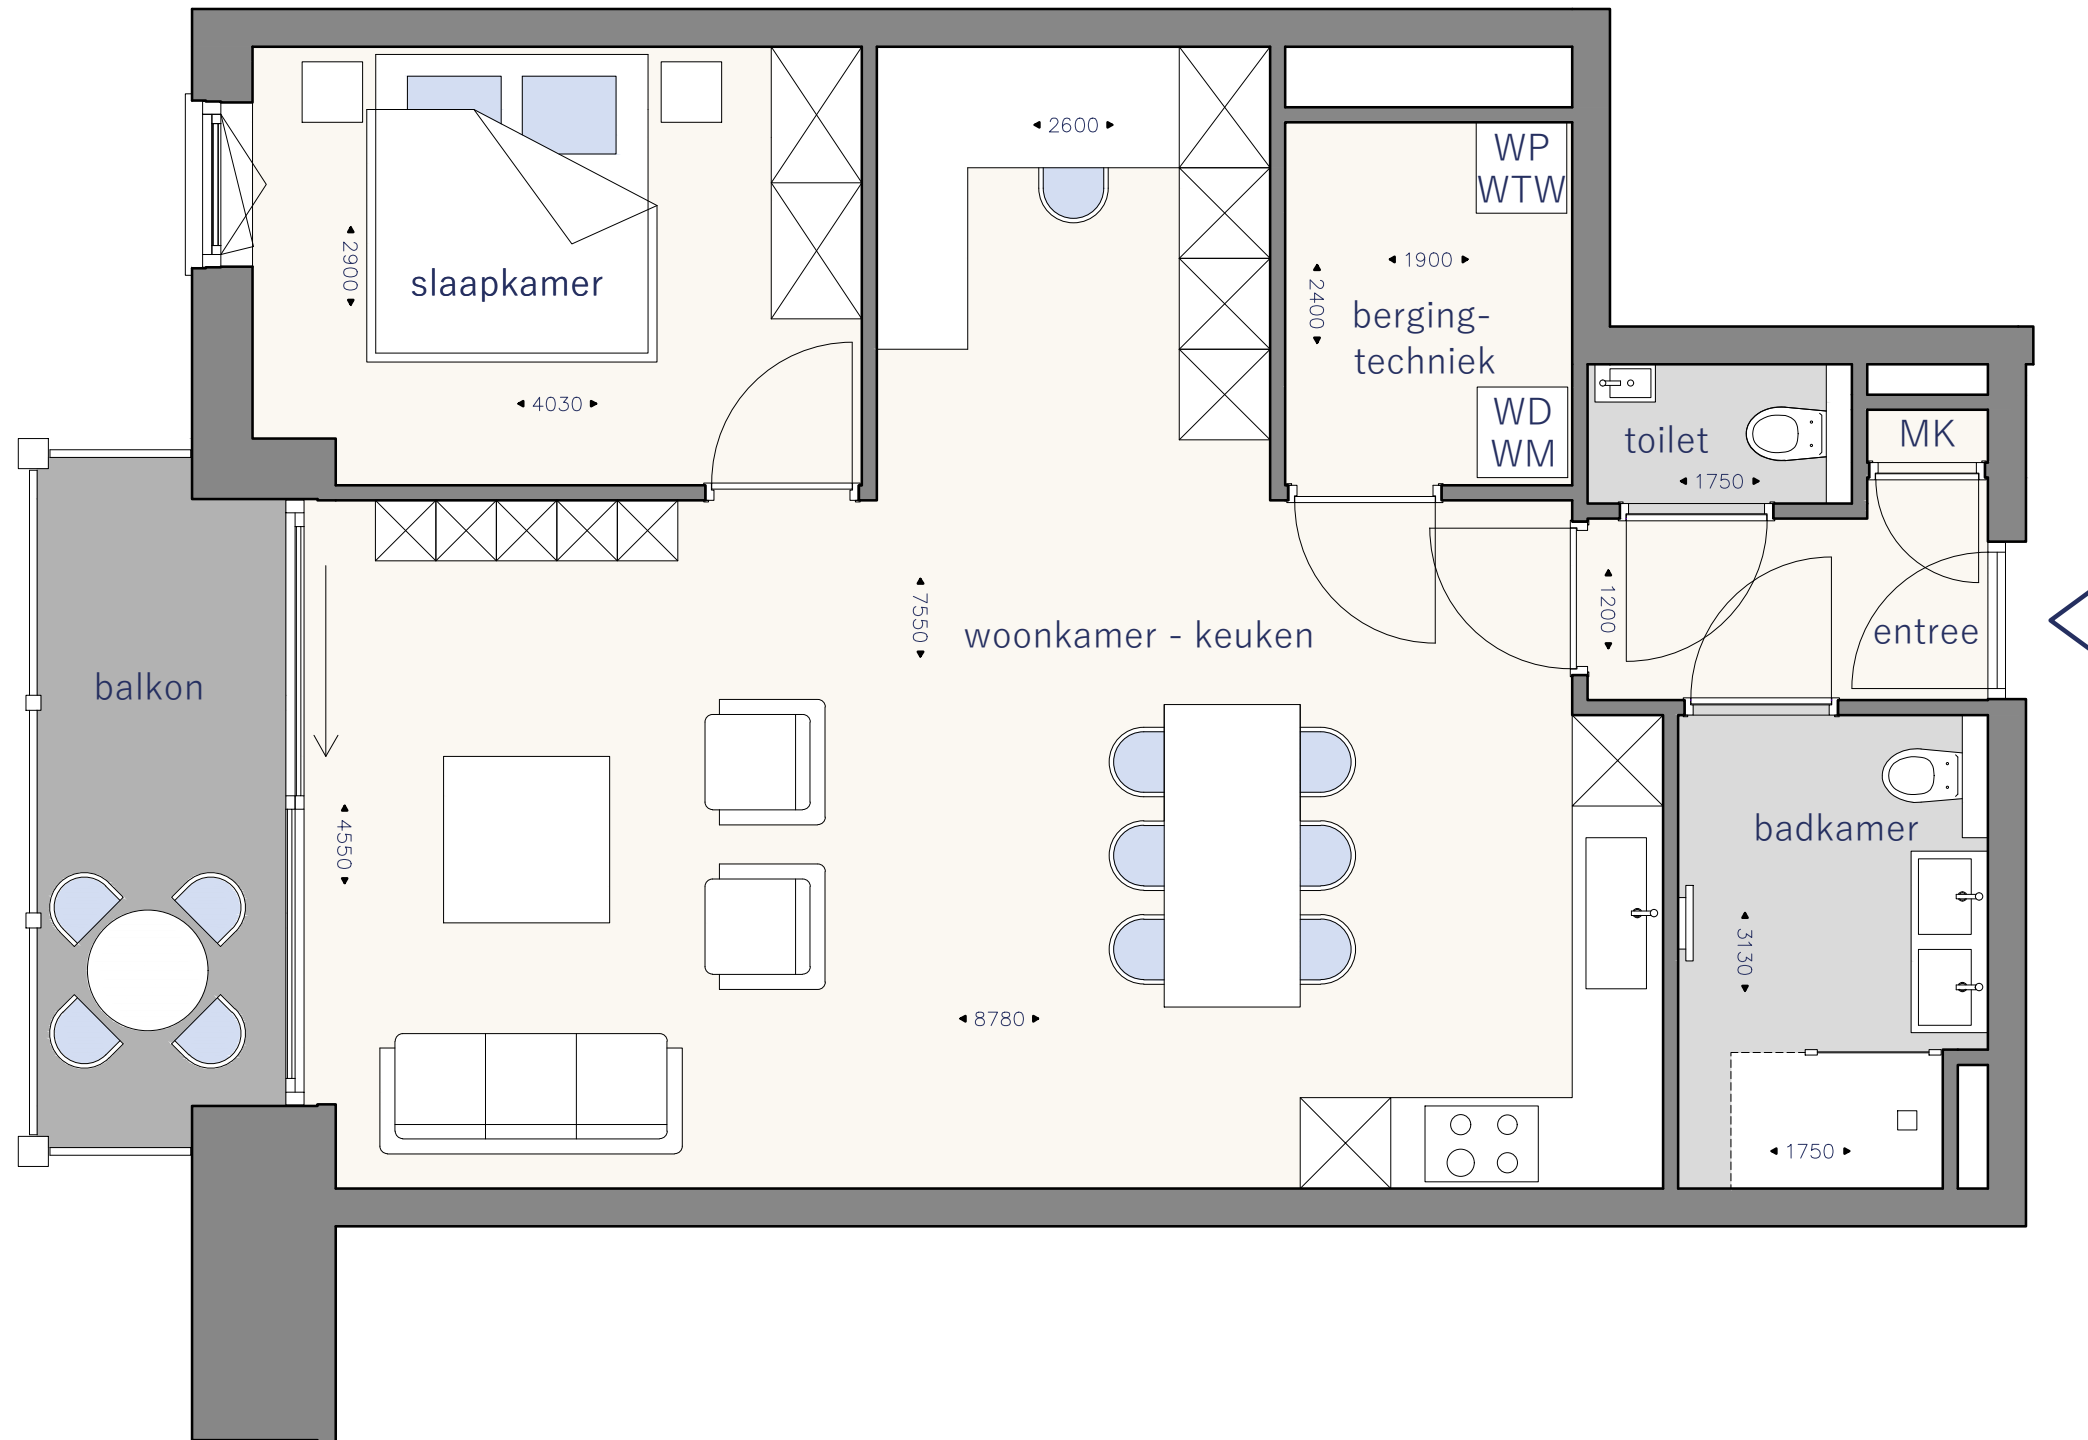 2600
WP
WTW
2900
slaapkamer
1900
2400
berging-
techniek
4030
WD
WM
toilet
MK
1750
7550
woonkamer - keuken
1200
entree
balkon
4550
badkamer
3130
8780
1750